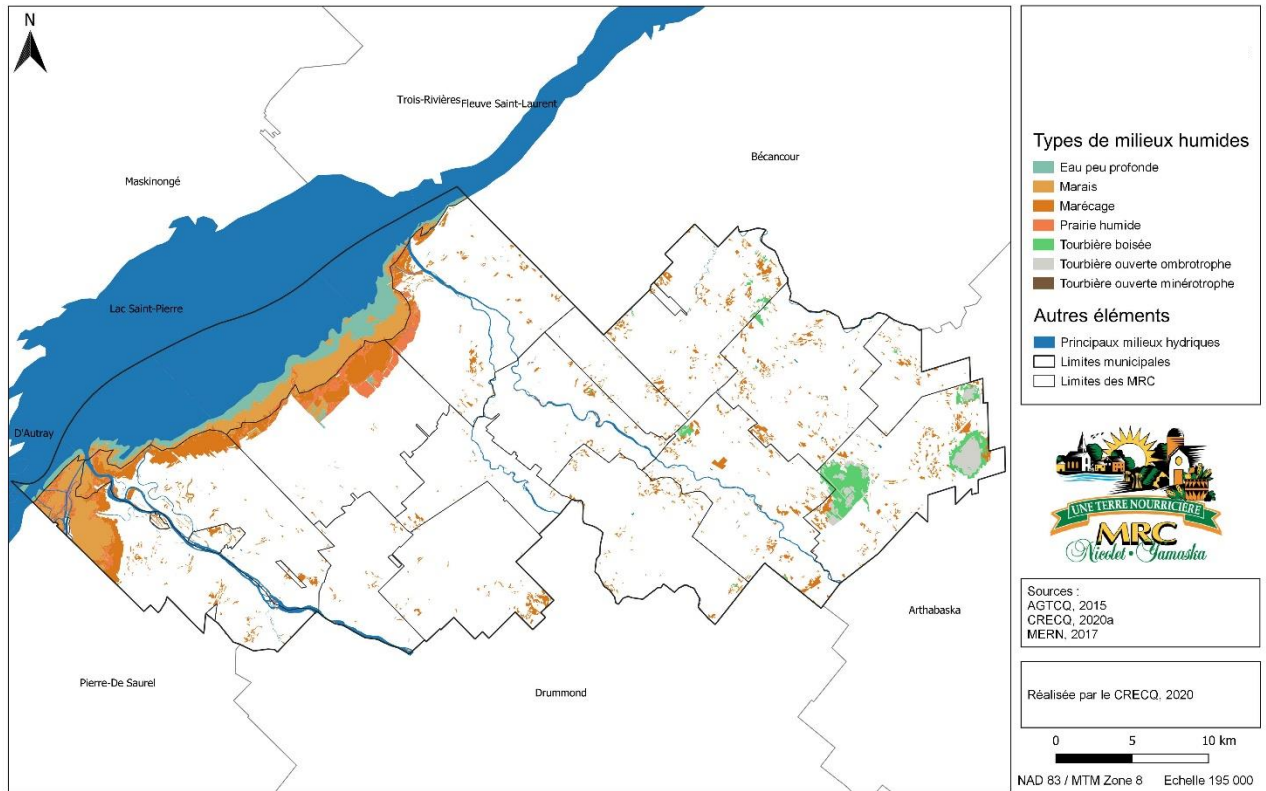 N
Trois-Rivières
Fleuve Saint-Laurent
Bécancour
Maskinongé
Lac Saint-Pierre
D'Autray
Arthabaska
Pierre-De Saurel
Drummond
Types de milieux humides
Eau peu profonde
Marais
Marécage
Prairie humide
Tourbière boisée
Tourbière ouverte ombrotrophe
Tourbière ouverte minérotrophe
Autres éléments
Principaux milieux hydriques
Limites municipales
Limites des MRC
UNE TERRE NOURRICIÈRE
MRC
Nicolet • Yamaska
Sources :
AGTCQ, 2015
CRECQ, 2020a
MERN, 2017
Réalisée par le CRECQ, 2020
0 5 10 km
NAD 83 / MTM Zone 8 Echelle 195 000